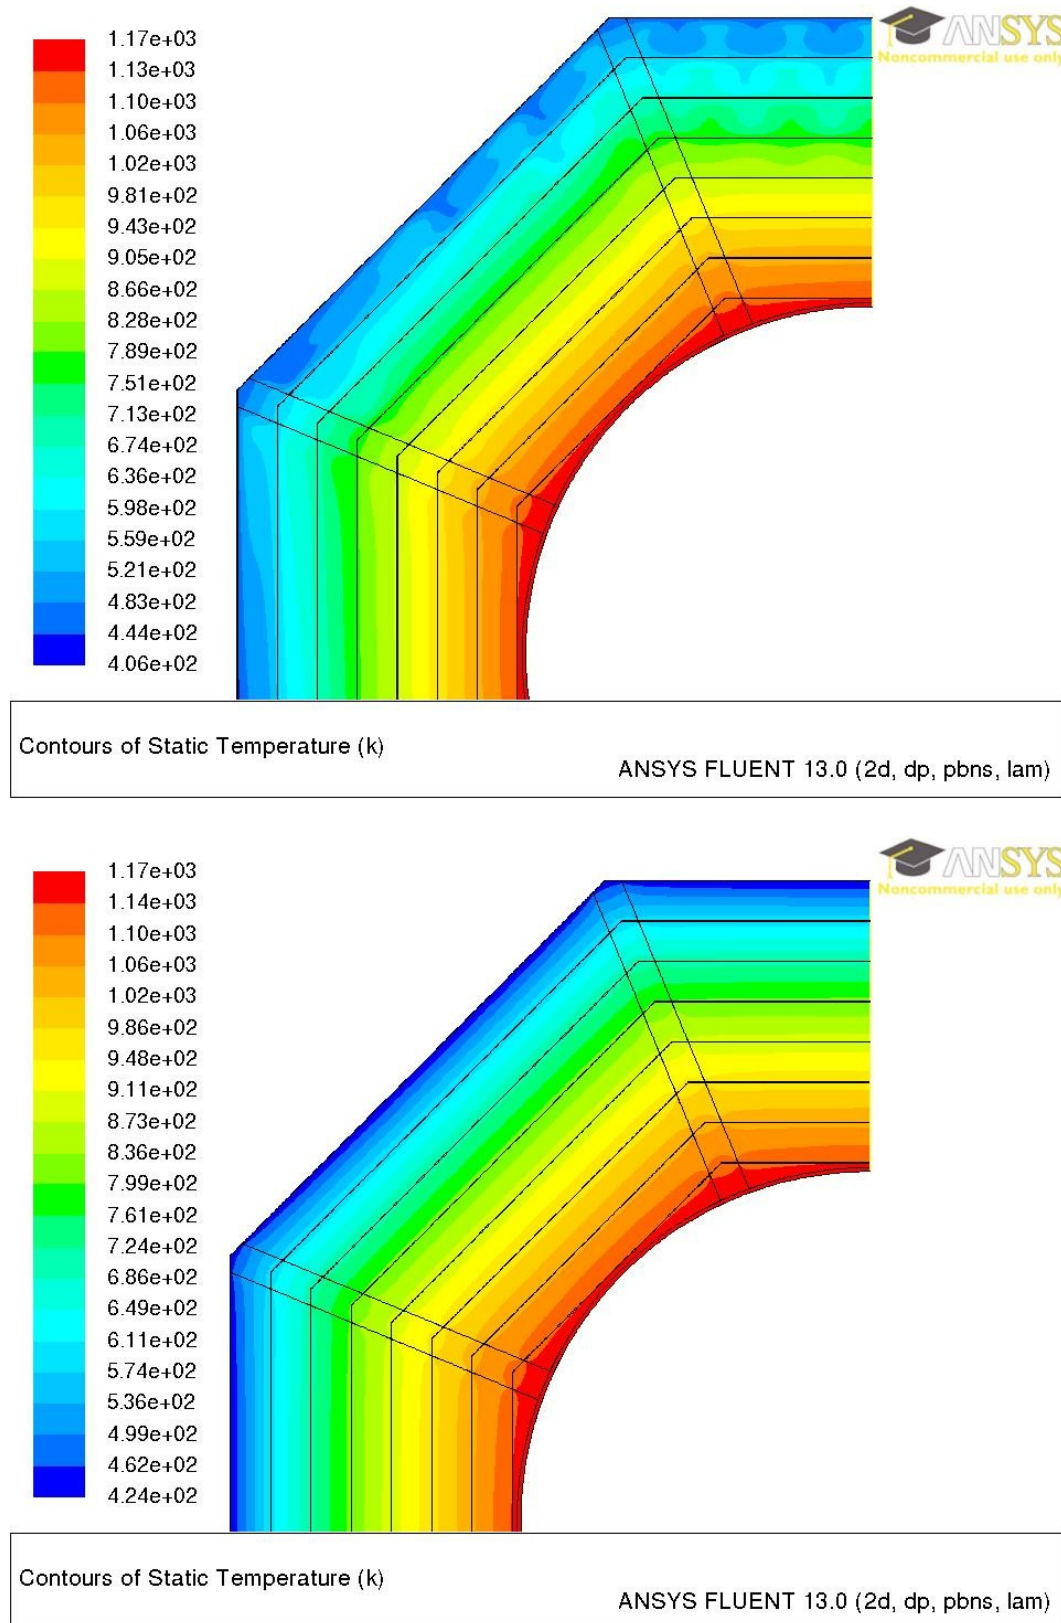 ANSYS
Noncommercial use only
1.17e+03
1.13e+03
1.10e+03
1.06e+03
1.02e+03
9.81e+02
9.43e+02
9.05e+02
8.66e+02
8.28e+02
7.89e+02
7.51e+02
7.13e+02
6.74e+02
6.36e+02
5.98e+02
5.59e+02
5.21e+02
4.83e+02
4.44e+02
4.06e+02
Contours of Static Temperature (k)
ANSYS FLUENT 13.0 (2d, dp, pbns, lam)
ANSYS
Noncommercial use only
1.17e+03
1.14e+03
1.10e+03
1.06e+03
1.02e+03
9.86e+02
9.48e+02
9.11e+02
8.73e+02
8.36e+02
7.99e+02
7.61e+02
7.24e+02
6.86e+02
6.49e+02
6.11e+02
5.74e+02
5.36e+02
4.99e+02
4.62e+02
4.24e+02
Contours of Static Temperature (k)
ANSYS FLUENT 13.0 (2d, dp, pbns, lam)